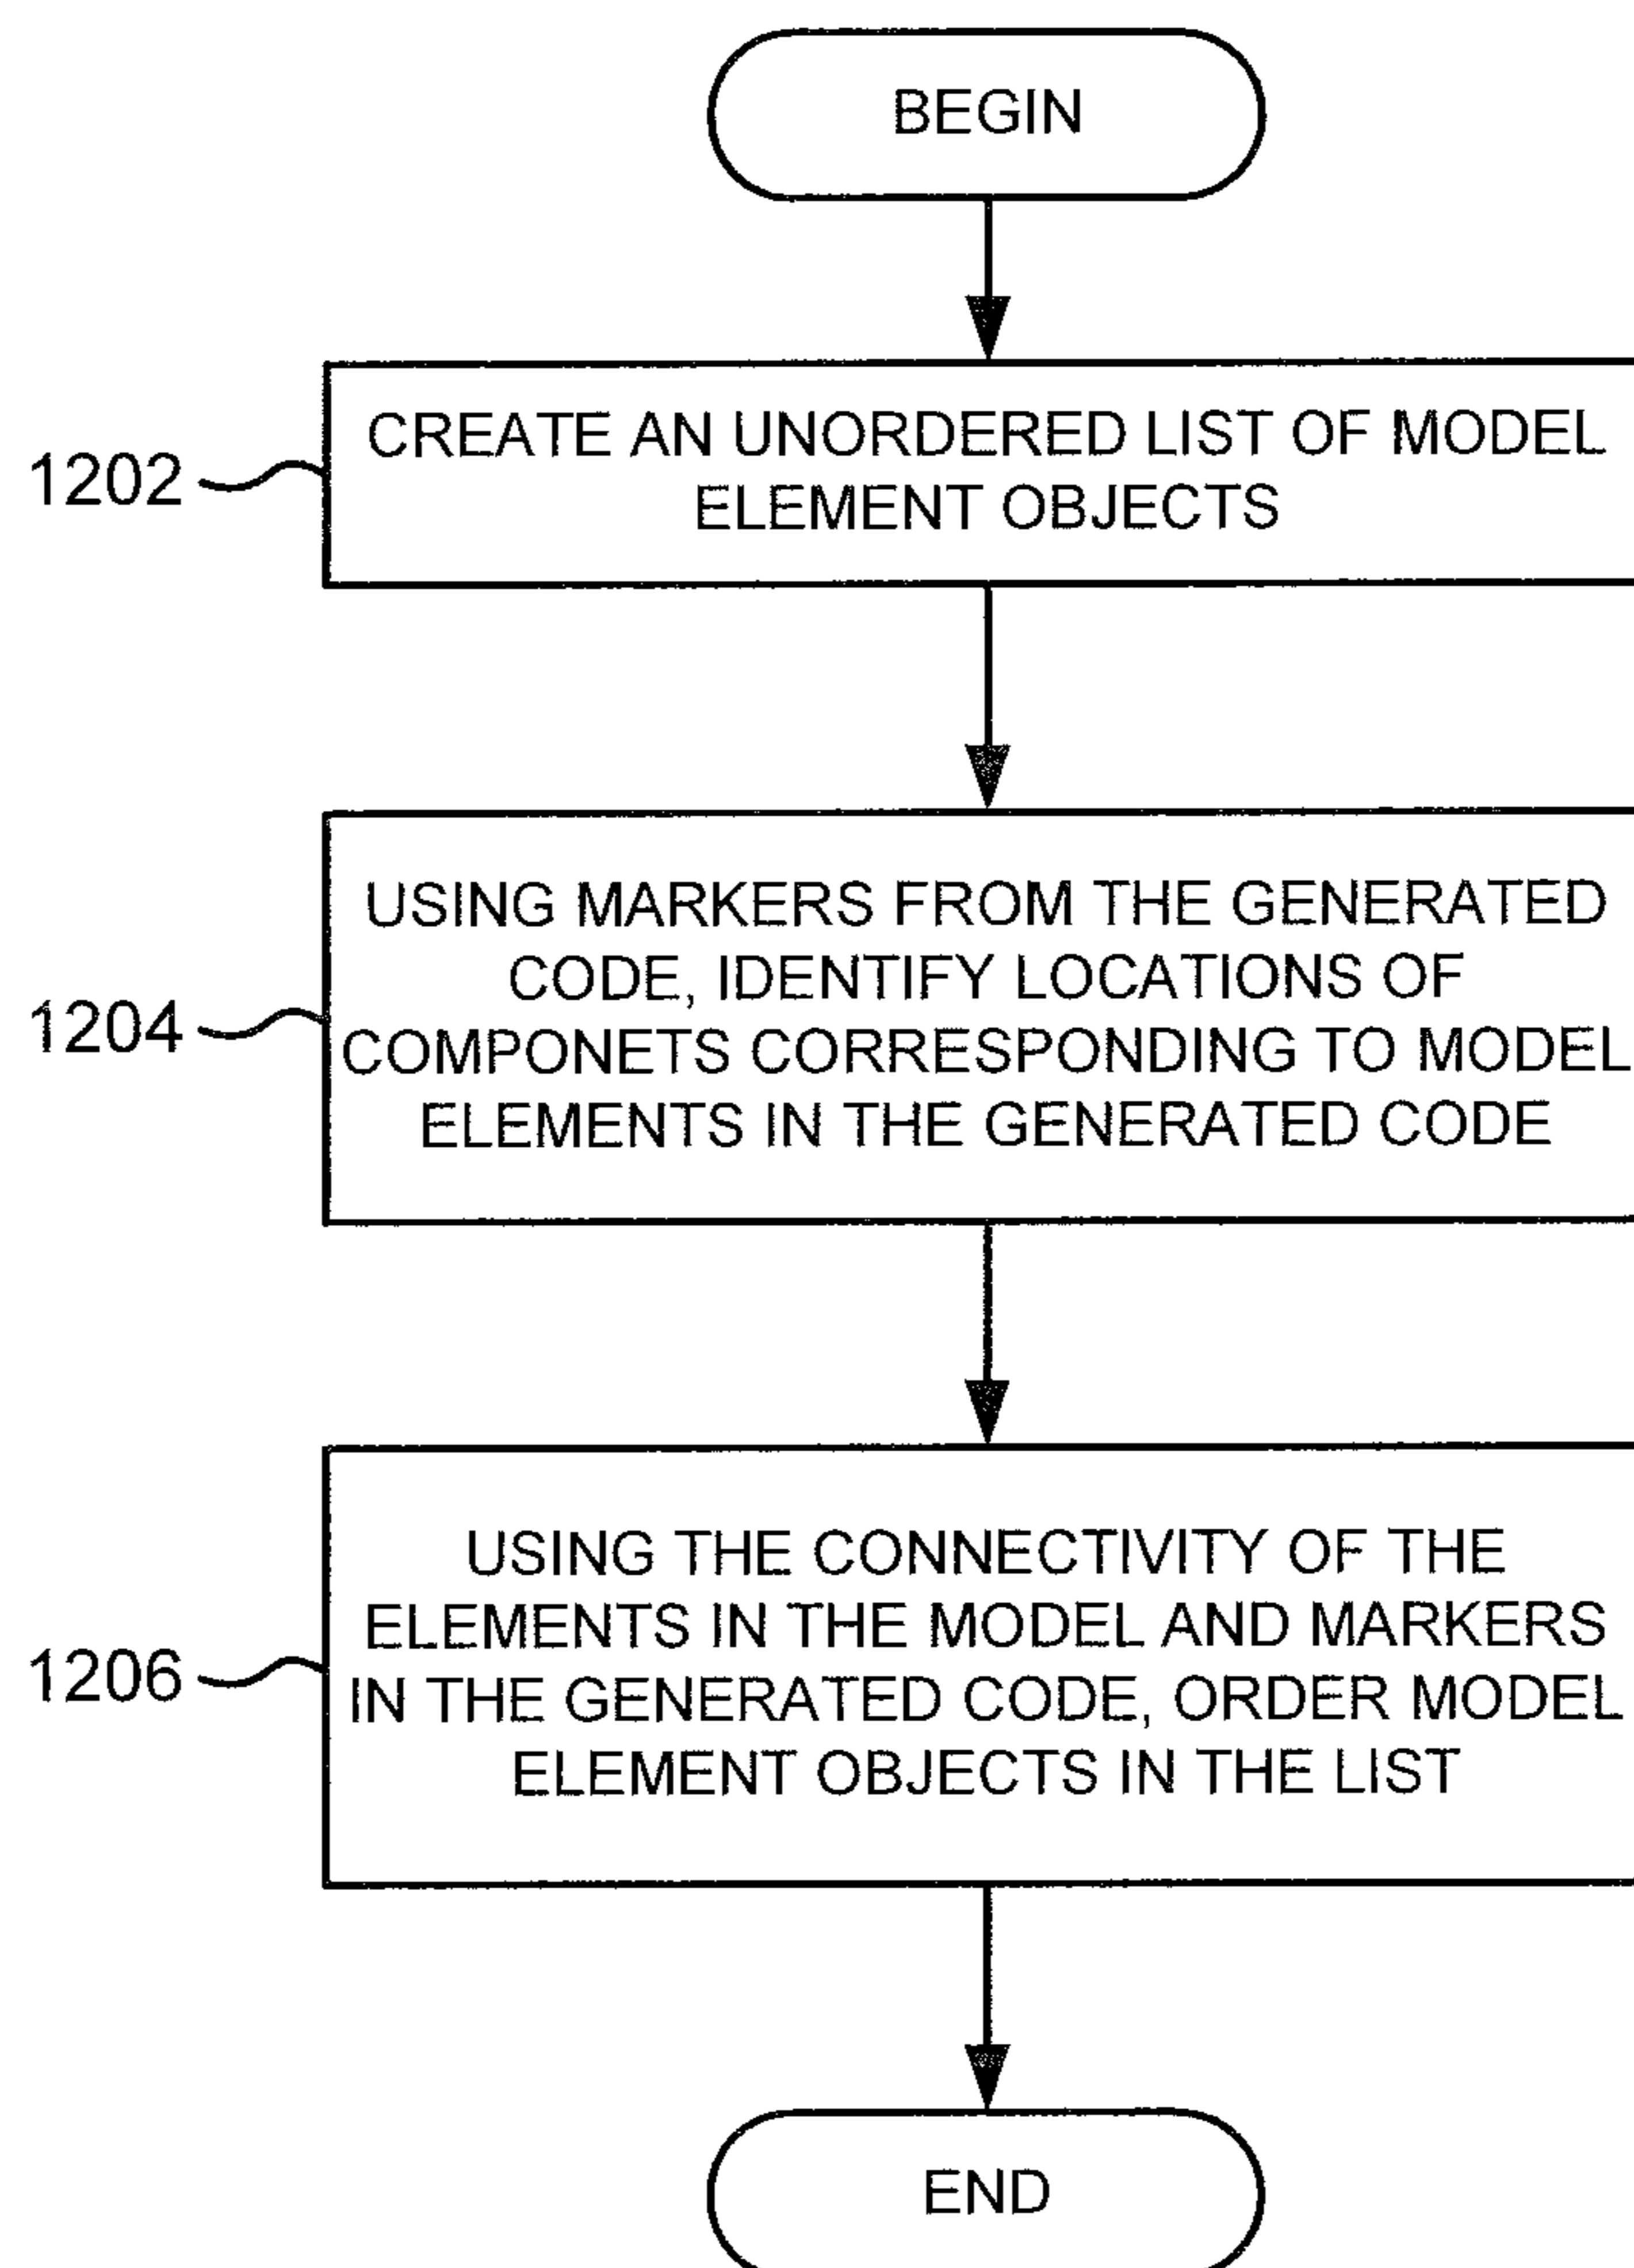 BEGIN
1202
CREATE AN UNORDERED LIST OF MODEL
ELEMENT OBJECTS
USING MARKERS FROM THE GENERATED
CODE, IDENTIFY LOCATIONS OF
1204
COMPONETS CORRESPONDING TO MODEL
ELEMENTS IN THE GENERATED CODE
USING THE CONNECTIVITY OF THE
ELEMENTS IN THE MODEL AND MARKERS
1206
IN THE GENERATED CODE, ORDER MODEL
ELEMENT OBJECTS IN THE LIST
END